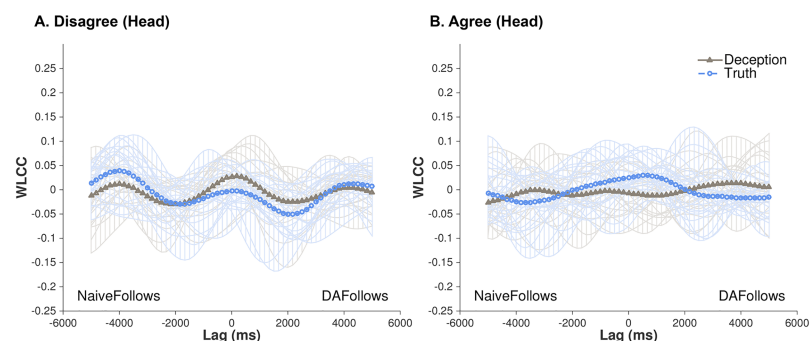 A. Disagree (Head)
B. Agree (Head)
Deception
Truth
WLCC
0.25
0.2
0.15
0.1
0.05
0
-0.05
-0.1
-0.15
-0.2
-0.25
NaiveFollows
DAFollows
-6000 -4000 -2000 0 2000 4000 6000
Lag (ms)
WLCC
0.25
0.2
0.15
0.1
0.05
0
-0.05
-0.1
-0.15
-0.2
-0.25
NaiveFollows
DAFollows
-6000 -4000 -2000 0 2000 4000 6000
Lag (ms)